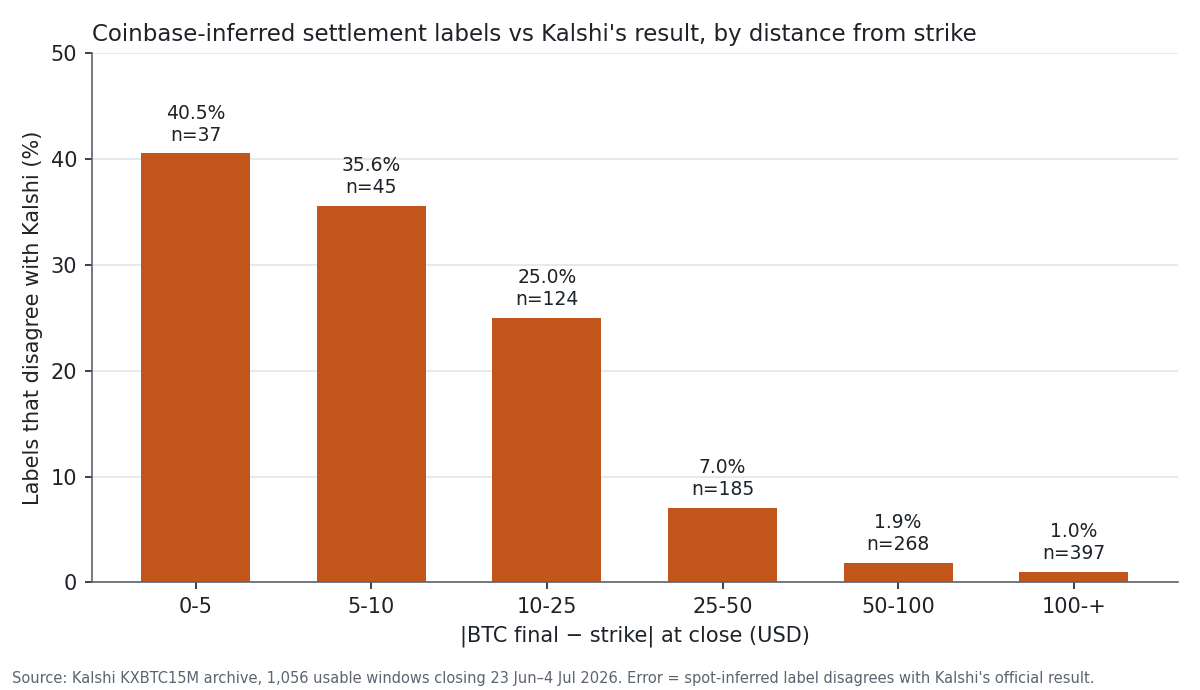 Coinbase-inferred settlement labels vs Kalshi's result, by distance from strike
Labels that disagree with Kalshi (%)
50
40
30
20
10
0
40.5%
n=37
35.6%
n=45
25.0%
n=124
7.0%
n=185
1.9%
n=268
1.0%
n=397
0-5
5-10
10-25
25-50
50-100
100-+
|BTC final − strike| at close (USD)
Source: Kalshi KXBTC15M archive, 1,056 usable windows closing 23 Jun–4 Jul 2026. Error = spot-inferred label disagrees with Kalshi's official result.